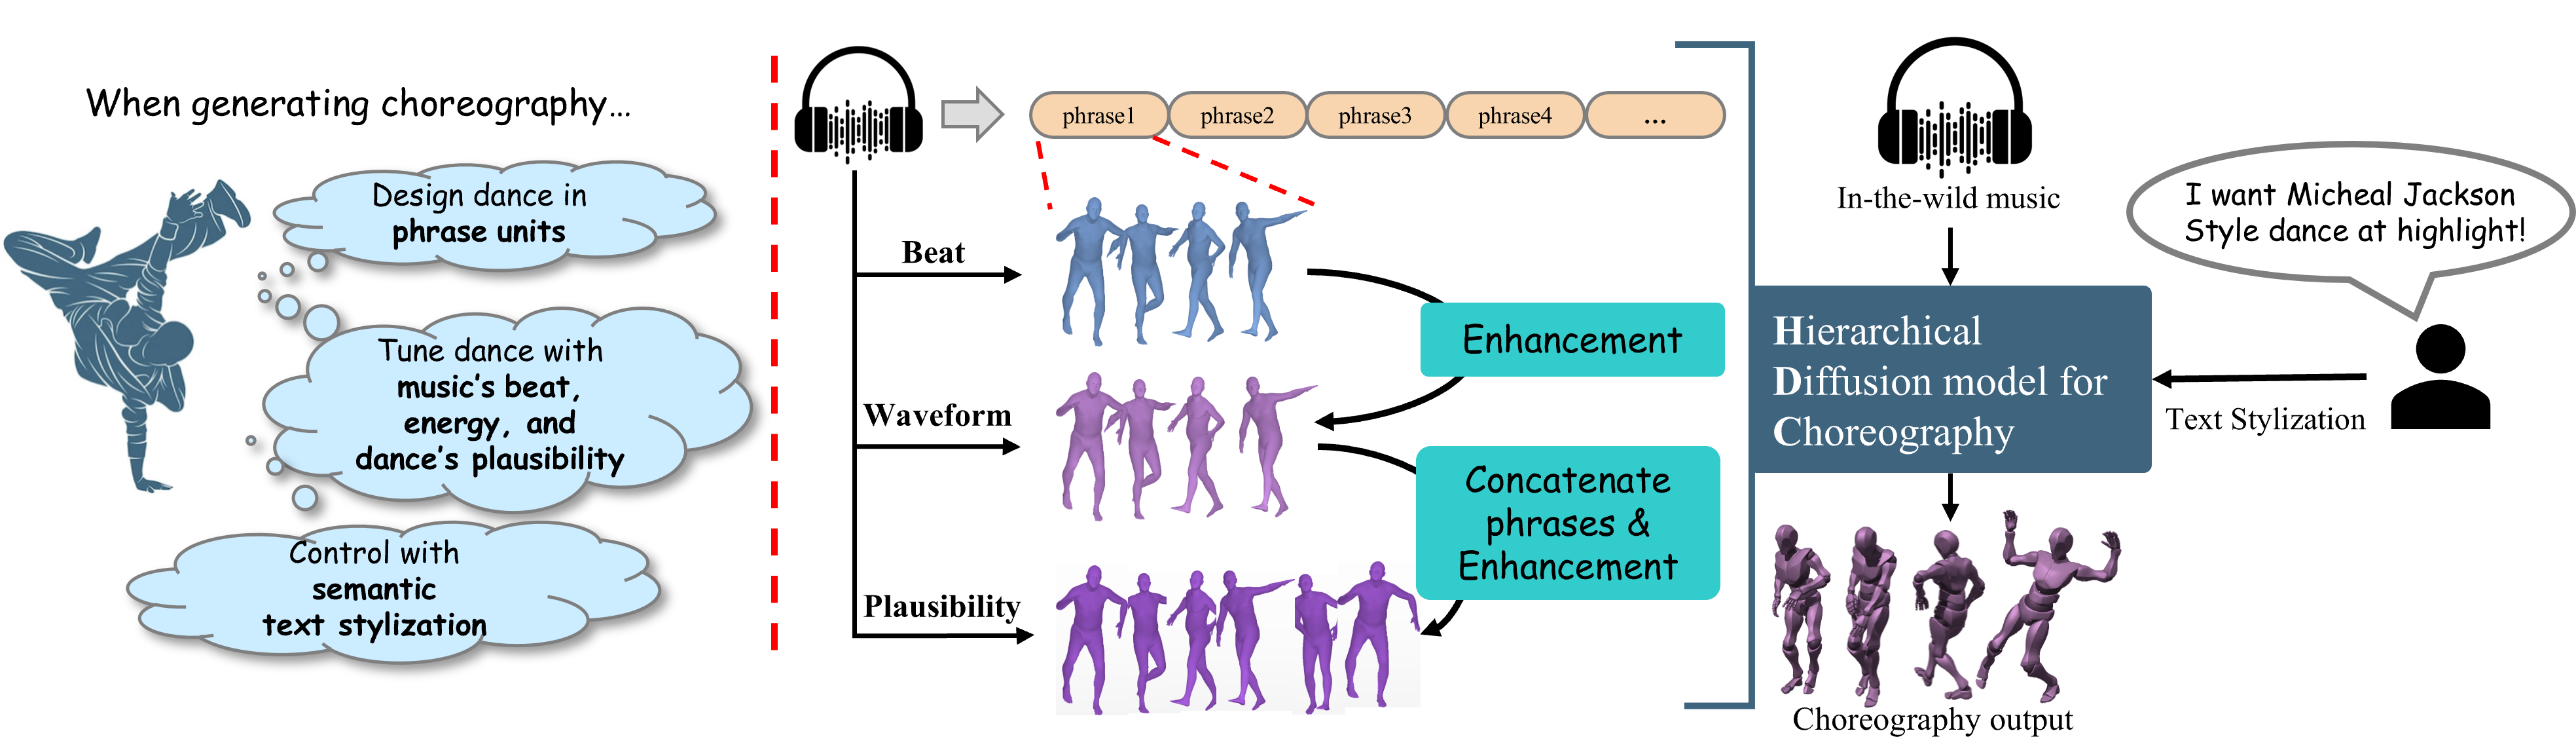 When generating choreography...
Design dance in
phrase units
Tune dance with
music's beat,
energy, and
dance's plausibility
Control with
semantic
text stylization
phrase1
phrase2
phrase3
phrase4
...
Beat
Enhancement
Waveform
Concatenate
phrases &
Enhancement
Plausibility
In-the-wild music
I want Micheal Jackson
Style dance at highlight!
Hierarchical
Diffusion model for
Choreography
Text Stylization
Choreography output